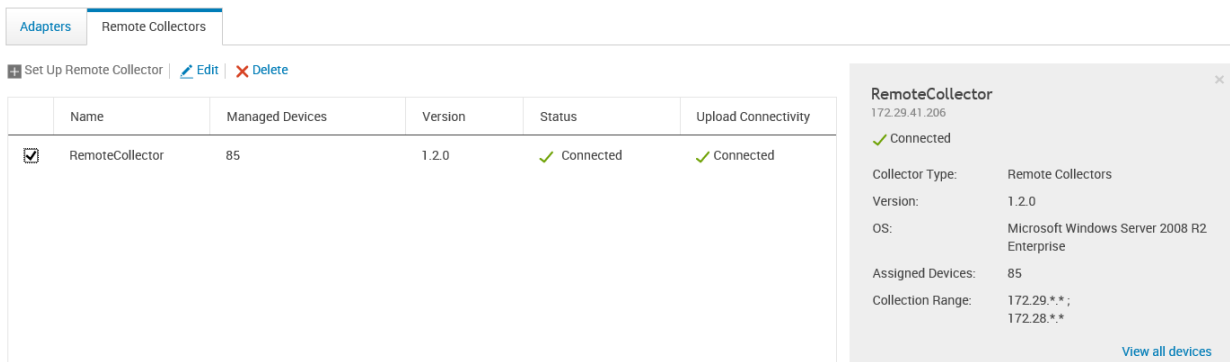 Adapters
Remote Collectors
Set Up Remote Collector
Edit
Delete
Name
Managed Devices
Version
Status
Upload Connectivity
RemoteCollector
85
1.2.0
Connected
Connected
RemoteCollector
172.29.41.206
Connected
Collector Type: Remote Collectors
Version: 1.2.0
OS: Microsoft Windows Server 2008 R2
Enterprise
Assigned Devices: 85
Collection Range: 172.29.*.* ;
172.28.*.*
View all devices